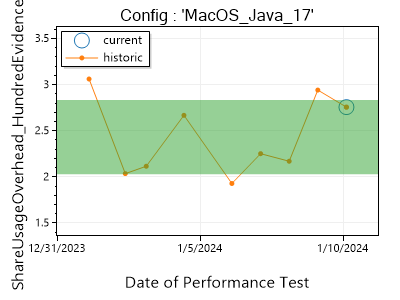 Config : 'MacOS_Java_17'
current
historic
ShareUsageOverhead_HundredEvidence
3.5
3
2.5
2
1.5
12/31/2023
1/5/2024
1/10/2024
Date of Performance Test